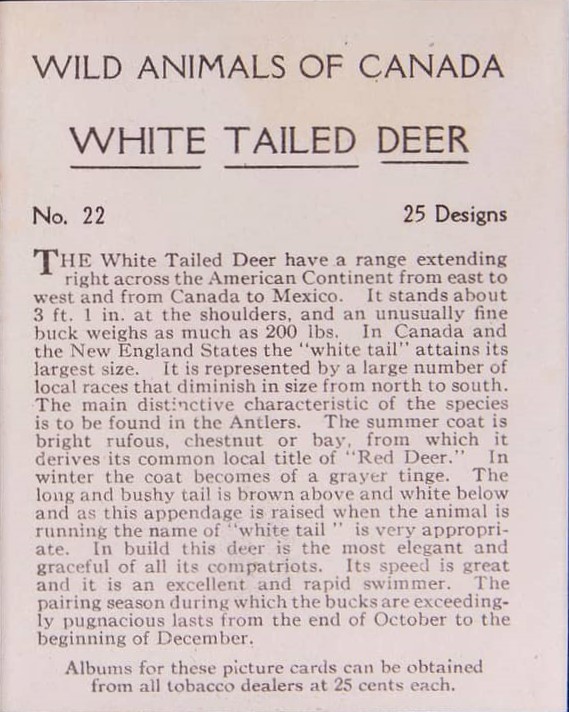 WILD ANIMALS OF CANADA
WHITE TAILED DEER
No. 22 25 Designs
THE White Tailed Deer have a range extending
right across the American Continent from east to
west and from Canada to Mexico. It stands about
3 ft. 1 in. at the shoulders, and an unusually fine
buck weighs as much as 200 lbs. In Canada and
the New England States the "white tail" attains its
largest size. It is represented by a large number of
local races that diminish in size from north to south.
The main distinctive characteristic of the species
is to be found in the Antlers. The summer coat is
bright rufous, chestnut or bay, from which it
derives its common local title of "Red Deer." In
winter the coat becomes of a grayer tinge. The
long and bushy tail is brown above and white below
and as this appendage is raised when the animal is
running the name of "white tail " is very appropri-
ate. In build this deer is the most elegant and
graceful of all its compatriots. Its speed is great
and it is an excellent and rapid swimmer. The
pairing season during which the bucks are exceeding-
ly pugnacious lasts from the end of October to the
beginning of December.
Albums for these picture cards can be obtained
from all tobacco dealers at 25 cents each.